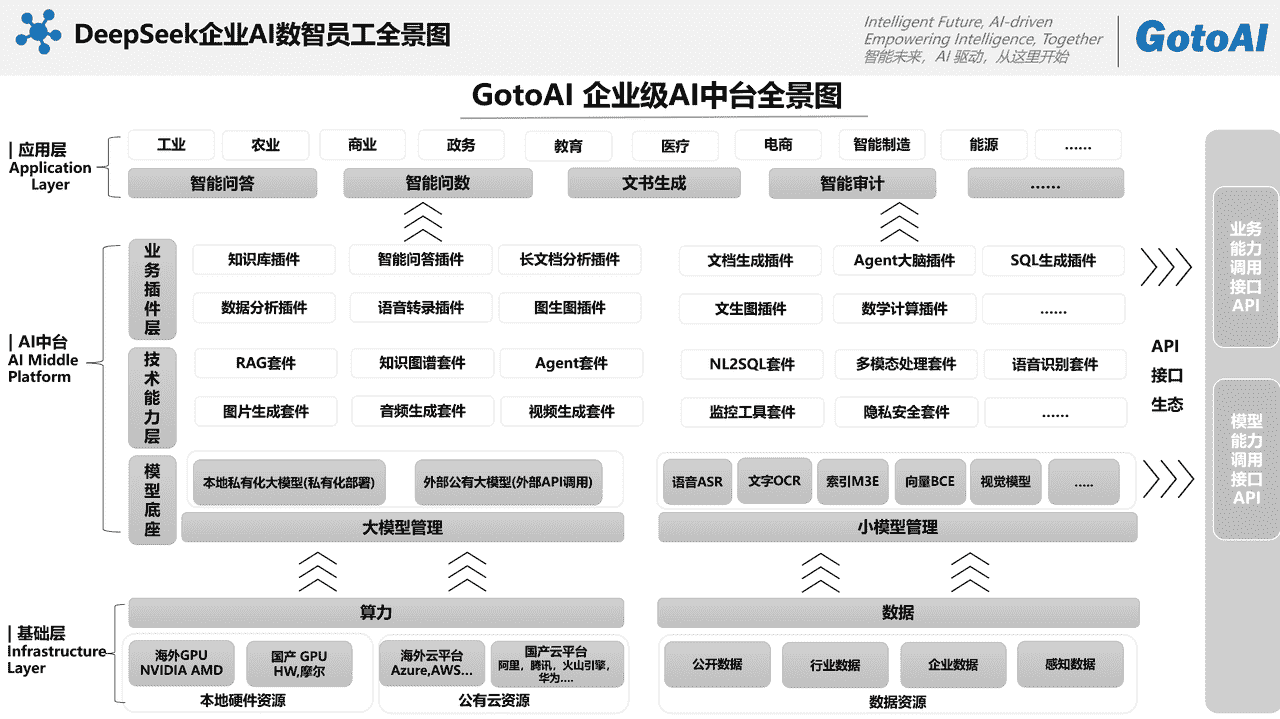 DeepSeek企业AI数智员工全景图
Intelligent Future, AI-driven
Empowering Intelligence, Together
智能未来，AI 驱动，从这里开始
GotoAI
GotoAI 企业级AI中台全景图
| 应用层
Application
Layer
工业
农业
商业
政务
教育
医疗
电商
智能制造
能源
......
智能问答
智能问数
文书生成
智能审计
......
| AI中台
AI Middle
Platform
业务插件层
知识库插件
智能问答插件
长文档分析插件
文档生成插件
Agent大脑插件
SQL生成插件
数据分析插件
语音转录插件
图生图插件
文生图插件
数学计算插件
......
技术能力层
RAG套件
知识图谱套件
Agent套件
NL2SQL套件
多模态处理套件
语音识别套件
图片生成套件
音频生成套件
视频生成套件
监控工具套件
隐私安全套件
......
模型底座
本地私有化大模型(私有化部署)
外部公有大模型(外部API调用)
大模型管理
语音ASR
文字OCR
索引M3E
向量BCE
视觉模型
.....
小模型管理
API
接口
生态
业务
能力
调用
接口
API
模型
能力
调用
接口
API
| 基础层
Infrastructure
Layer
算力
海外GPU
NVIDIA AMD
国产 GPU
HW,摩尔
本地硬件资源
海外云平台
Azure,AWS...
国产云平台
阿里，腾讯，火山引擎，
华为....
公有云资源
数据
公开数据
行业数据
企业数据
感知数据
数据资源